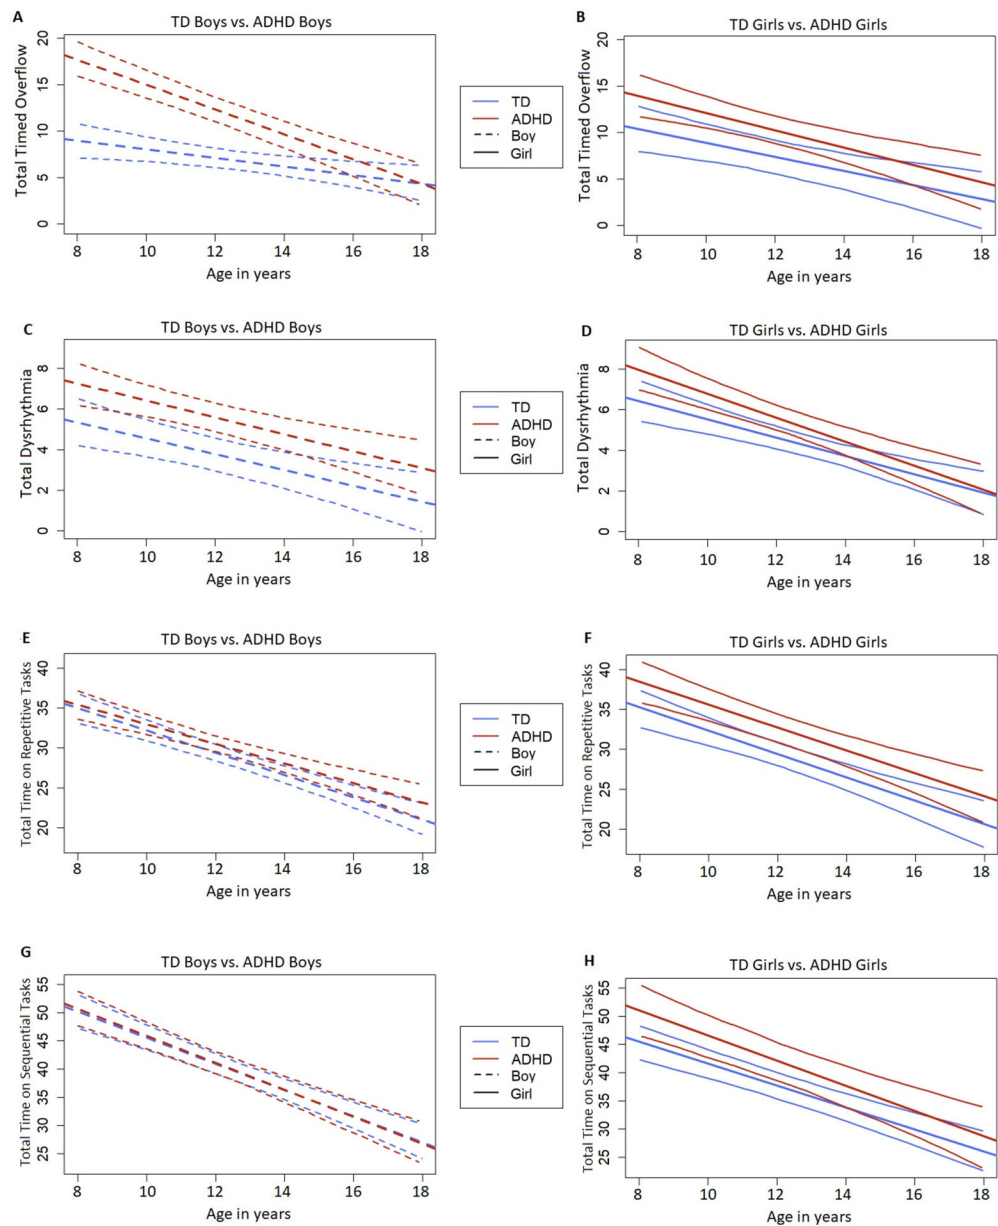 A
TD Boys vs. ADHD Boys
Total Timed Overflow
20
15
10
5
0
8 10 12 14 16 18
Age in years
TD
ADHD
Boy
Girl
B
TD Girls vs. ADHD Girls
Total Timed Overflow
20
15
10
5
0
8 10 12 14 16 18
Age in years
C
TD Boys vs. ADHD Boys
Total Dysrhythmia
8
6
4
2
0
8 10 12 14 16 18
Age in years
TD
ADHD
Boy
Girl
D
TD Girls vs. ADHD Girls
Total Dysrhythmia
8
6
4
2
0
8 10 12 14 16 18
Age in years
E
TD Boys vs. ADHD Boys
Total Time on Repetitive Tasks
40
35
30
25
20
8 10 12 14 16 18
Age in years
TD
ADHD
Boy
Girl
F
TD Girls vs. ADHD Girls
Total Time on Repetitive Tasks
40
35
30
25
20
8 10 12 14 16 18
Age in years
G
TD Boys vs. ADHD Boys
Total Time on Sequential Tasks
55
50
45
40
35
30
25
8 10 12 14 16 18
Age in years
TD
ADHD
Boy
Girl
H
TD Girls vs. ADHD Girls
Total Time on Sequential Tasks
55
50
45
40
35
30
25
8 10 12 14 16 18
Age in years